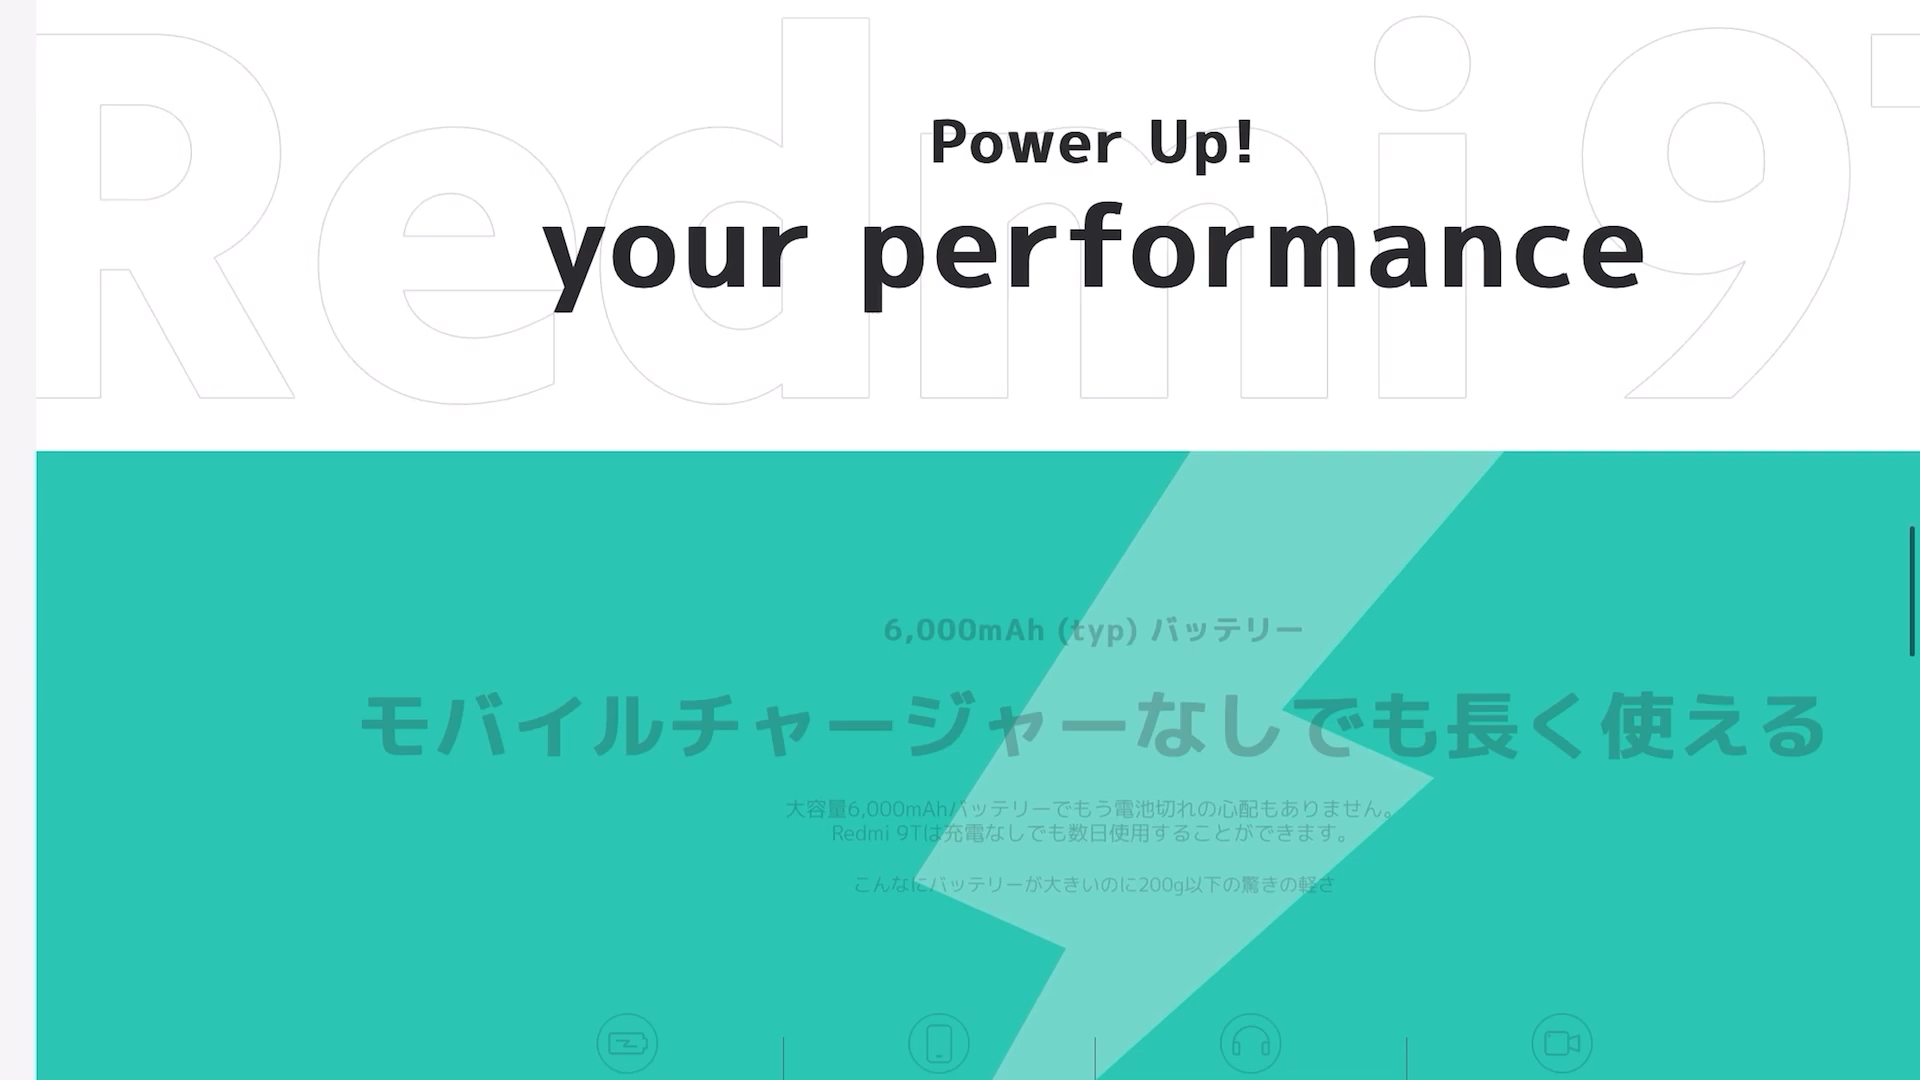 Redmi 9T
Power Up!
your performance
6,000mAh (typ) バッテリー
モバイルチャージャーなしでも長く使える
大容量6,000mAhバッテリーでもう電池切れの心配もありません。
Redmi 9Tは充電なしでも数日使用することができます。
こんなにバッテリーが大きいのに200g以下の驚きの軽さ